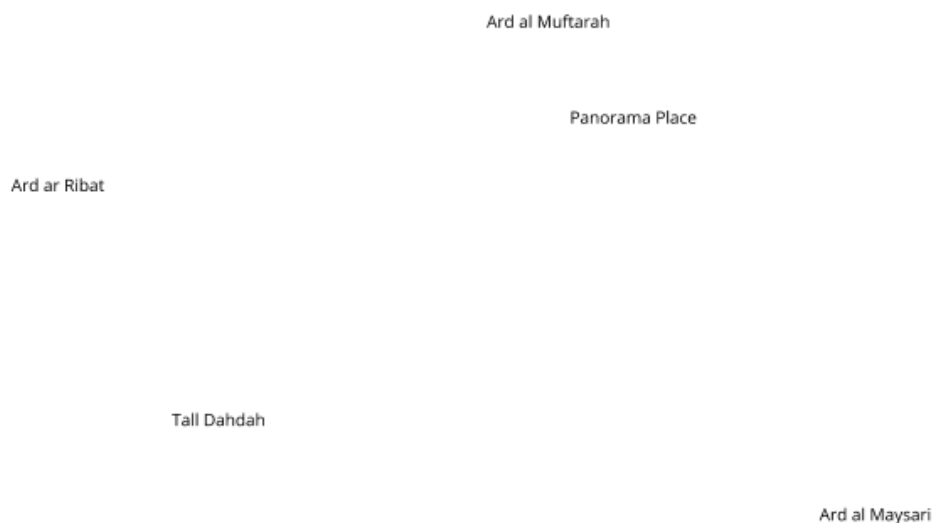 Ard al Muftarah
Panorama Place
Ard ar Ribat
Tall Dahdah
Ard al Maysari